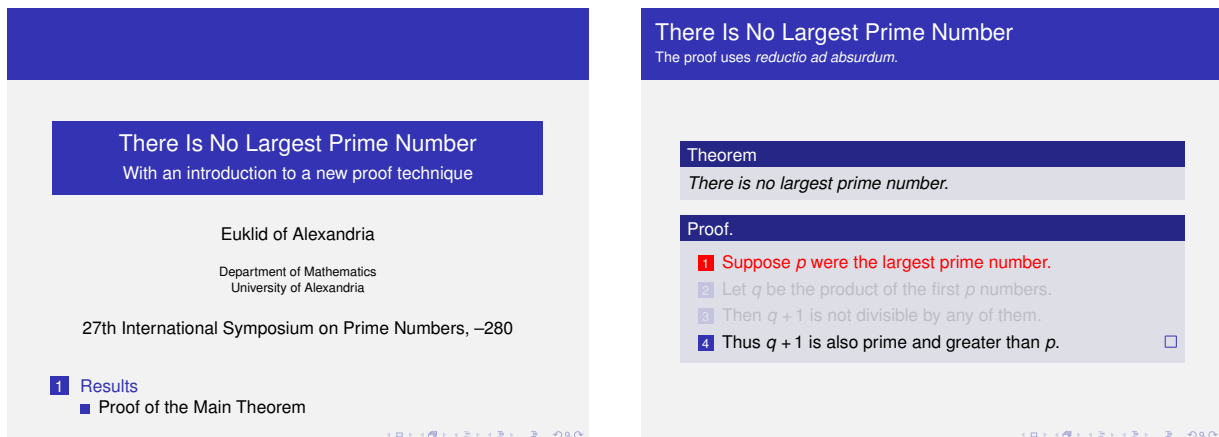 There Is No Largest Prime Number
With an introduction to a new proof technique
Euklid of Alexandria
Department of Mathematics
University of Alexandria
27th International Symposium on Prime Numbers, –280
1 Results
Proof of the Main Theorem
There Is No Largest Prime Number
The proof uses reductio ad absurdum.
Theorem
There is no largest prime number.
Proof.
1 Suppose p were the largest prime number.
2 Let q be the product of the first p numbers.
3 Then q + 1 is not divisible by any of them.
4 Thus q + 1 is also prime and greater than p.